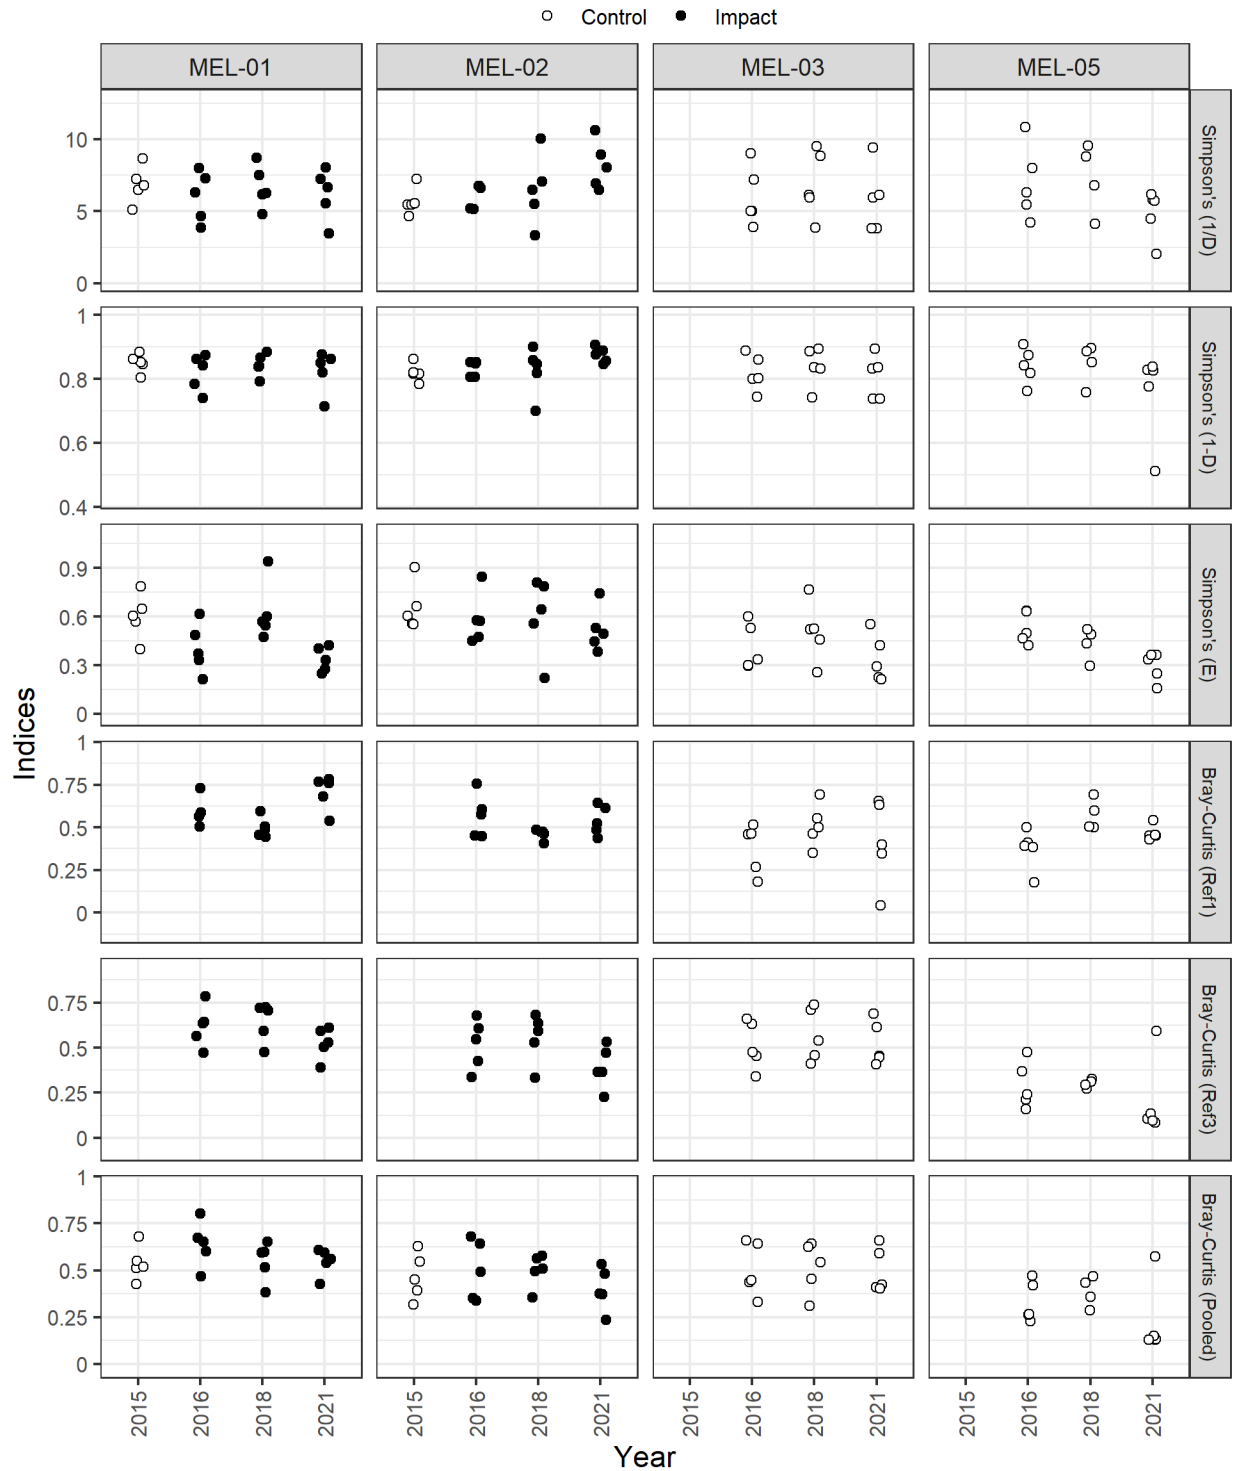 Control Impact
MEL-01 MEL-02 MEL-03 MEL-05
10
5
0
Simpson's (1/D)
1
0.8
0.6
0.4
Simpson's (1-D)
0.9
0.6
0.3
0
Simpson's (E)
Indices
1
0.75
0.5
0.25
0
Bray-Curtis (Ref1)
0.75
0.5
0.25
0
Bray-Curtis (Ref3)
1
0.75
0.5
0.25
0
Bray-Curtis (Pooled)
2015 2016 2018 2021 2015 2016 2018 2021 2015 2016 2018 2021 2015 2016 2018 2021
Year